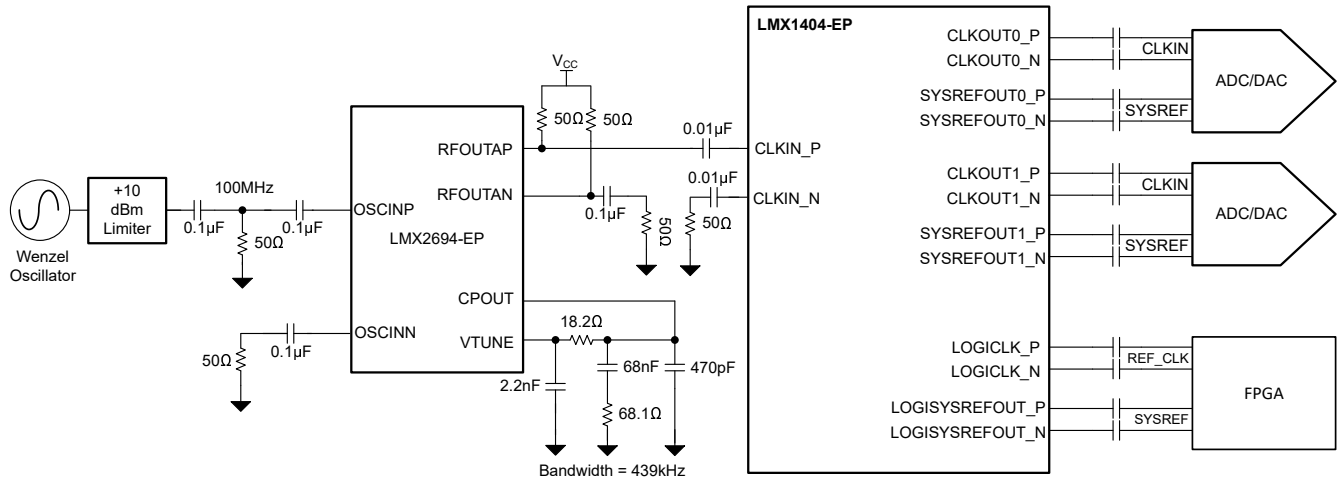 LMX1404-EP
VCC
50Ω
50Ω
0.01µF
RFOUTAP
CLKIN_P
RFOUTAN
0.01µF
CLKIN_N
0.1µF
50Ω
50Ω
+10
dBm
Limiter
100MHz
0.1µF
0.1µF
50Ω
OSCINP
LMX2694-EP
Wenzel
Oscillator
CPOUT
OSCINN
0.1µF
50Ω
VTUNE
18.2Ω
2.2nF
68nF
470pF
68.1Ω
Bandwidth = 439kHz
CLKOUT0_P
CLKIN
CLKOUT0_N
SYSREFOUT0_P
SYSREF
SYSREFOUT0_N
ADC/DAC
CLKOUT1_P
CLKIN
CLKOUT1_N
SYSREFOUT1_P
SYSREF
SYSREFOUT1_N
ADC/DAC
LOGICLK_P
REF_CLK
LOGICLK_N
LOGISYSREFOUT_P
SYSREF
LOGISYSREFOUT_N
FPGA